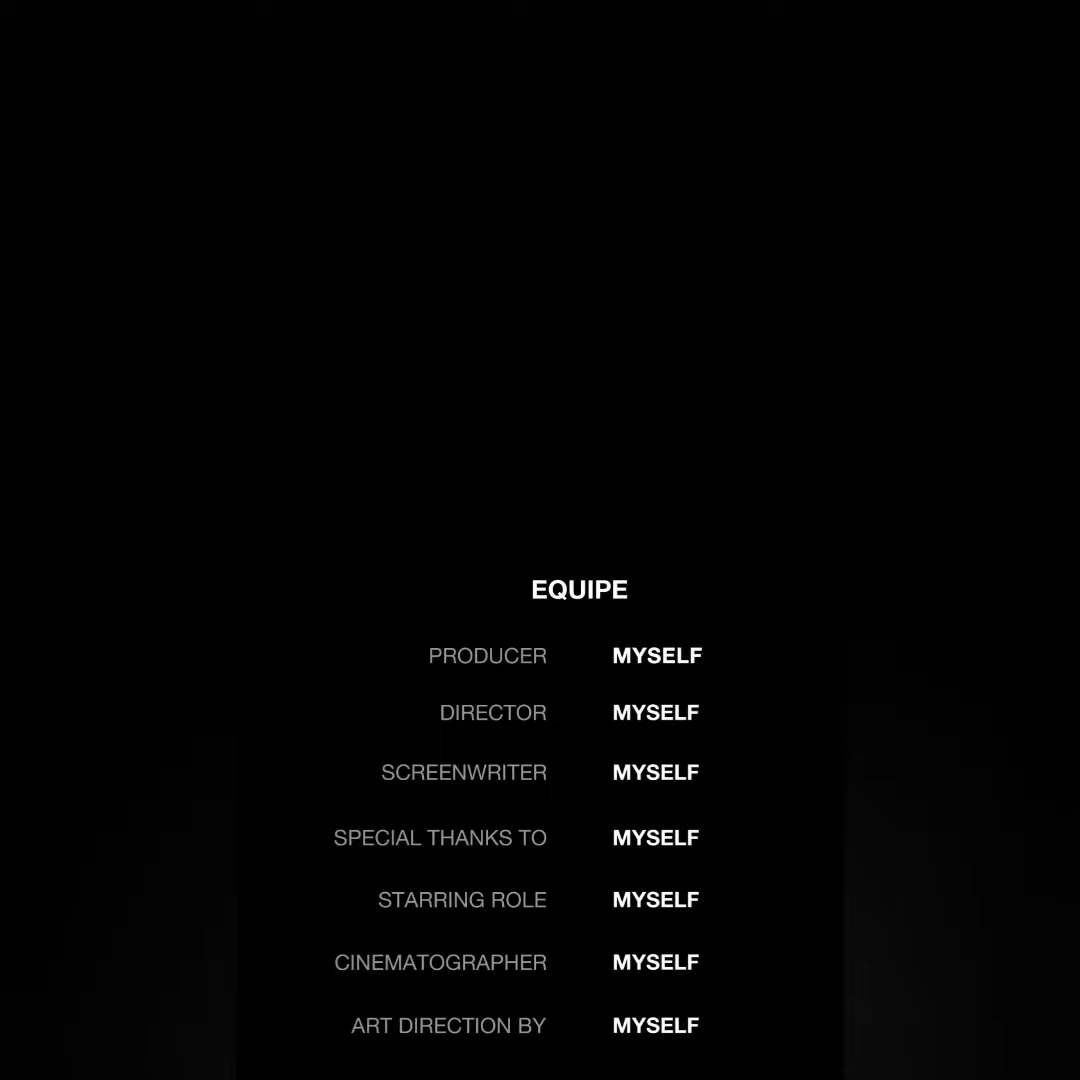 EQUIPE
PRODUCER MYSELF
DIRECTOR MYSELF
SCREENWRITER MYSELF
SPECIAL THANKS TO MYSELF
STARRING ROLE MYSELF
CINEMATOGRAPHER MYSELF
ART DIRECTION BY MYSELF